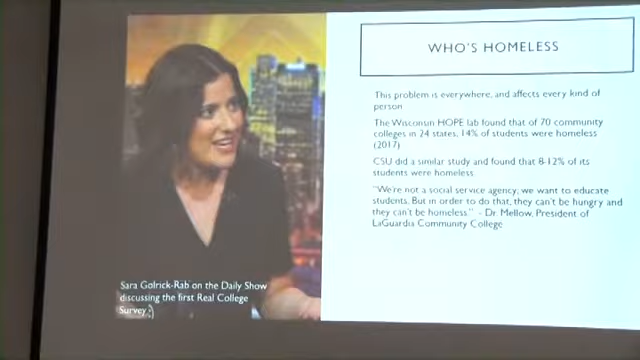 WHO'S HOMELESS
This problem is everywhere, and affects every kind of
person
The Wisconsin HOPE lab found that of 70 community
colleges in 24 states, 14% of students were homeless
(2017)
CSU did a similar study and found that 8-12% of its
students were homeless.
"We're not a social service agency; we want to educate
students. But in order to do that, they can't be hungry and
they can't be homeless." - Dr. Mellow, President of
LaGuardia Community College
Sara Golrick-Rab on the Daily Show
discussing the first Real College
Survey:)